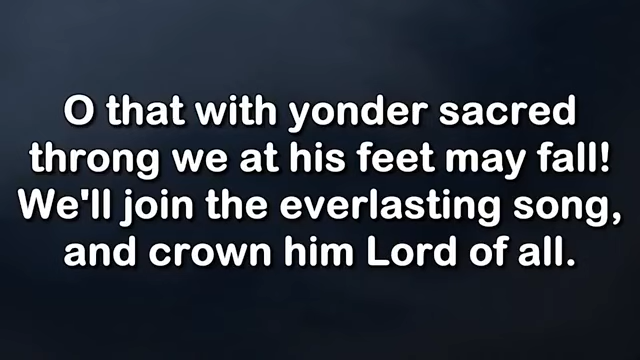 O that with yonder sacred
throng we at his feet may fall!
We'll join the everlasting song,
and crown him Lord of all.